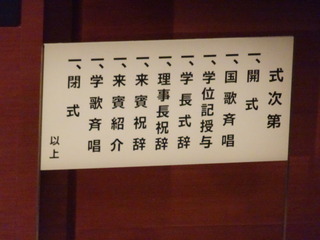 式次第
一、開式
一、国歌斉唱
一、学位記授与
一、学長式辞
一、理事長祝辞
一、来賓祝辞
一、来賓紹介
一、学歌斉唱
一、閉式
以上